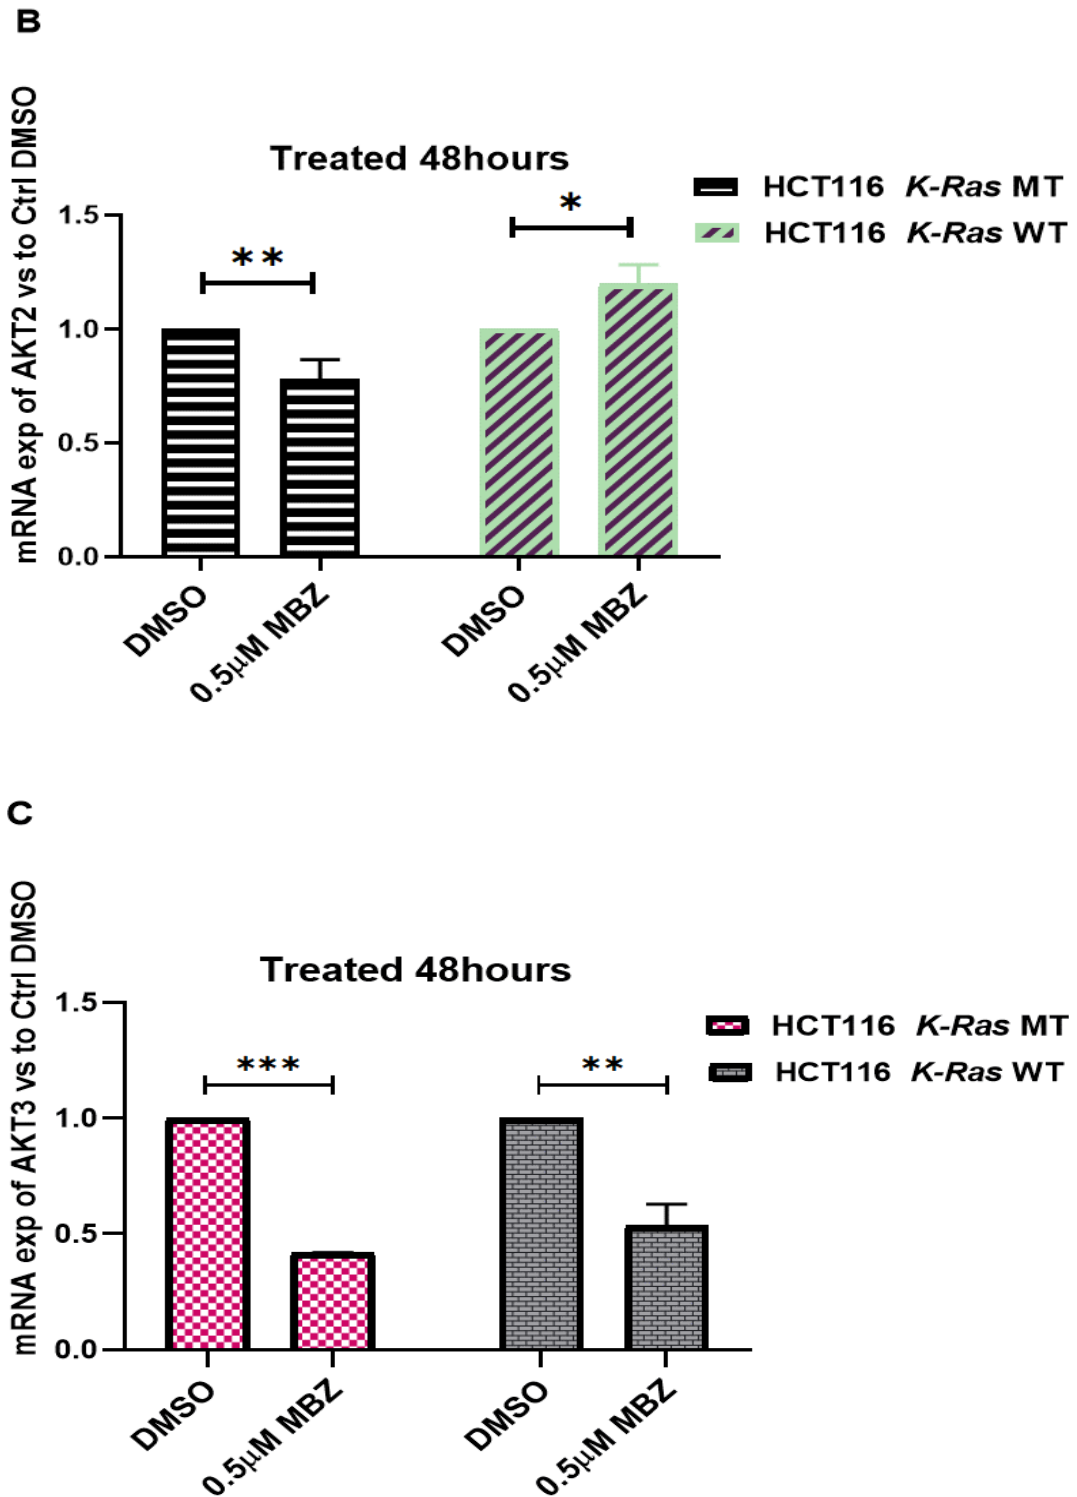 B
mRNA exp of AKT2 vs to Ctrl DMSO
Treated 48hours
HCT116 K-Ras MT
HCT116 K-Ras WT
1.5
1.0
0.5
0.0
**
*
DMSO
0.5μM MBZ
DMSO
0.5μM MBZ
C
mRNA exp of AKT3 vs to Ctrl DMSO
Treated 48hours
HCT116 K-Ras MT
HCT116 K-Ras WT
1.5
1.0
0.5
0.0
***
**
DMSO
0.5μM MBZ
DMSO
0.5μM MBZ